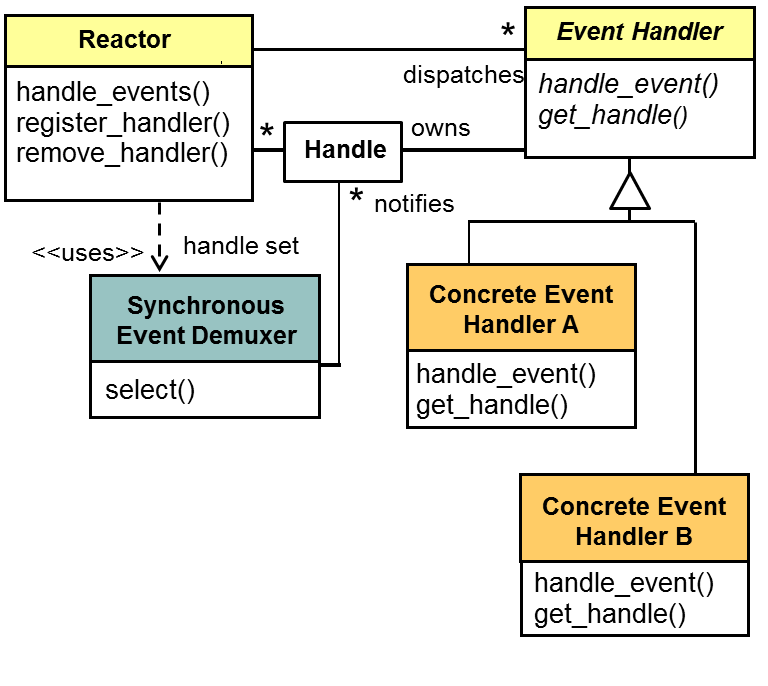 Reactor
handle_events()
register_handler()
remove_handler()
*
dispatches
Event Handler
handle_event()
get_handle()
*
Handle
owns
*
notifies
<<uses>>
handle set
Synchronous
Event Demuxer
select()
Concrete Event
Handler A
handle_event()
get_handle()
Concrete Event
Handler B
handle_event()
get_handle()